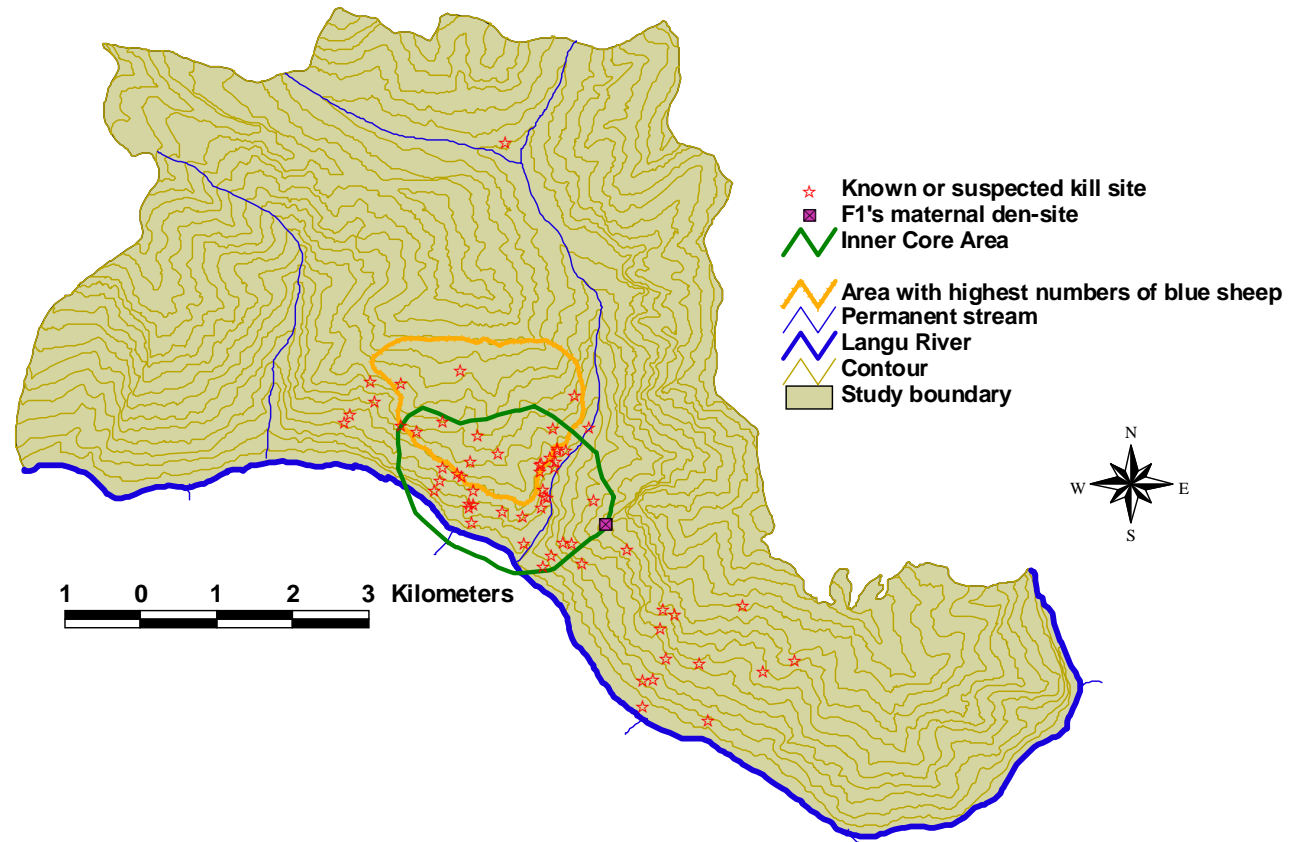 Known or suspected kill site
F1's maternal den-site
Inner Core Area
Area with highest numbers of blue sheep
Permanent stream
Langu River
Contour
Study boundary
N
W E
S
1 0 1 2 3 Kilometers